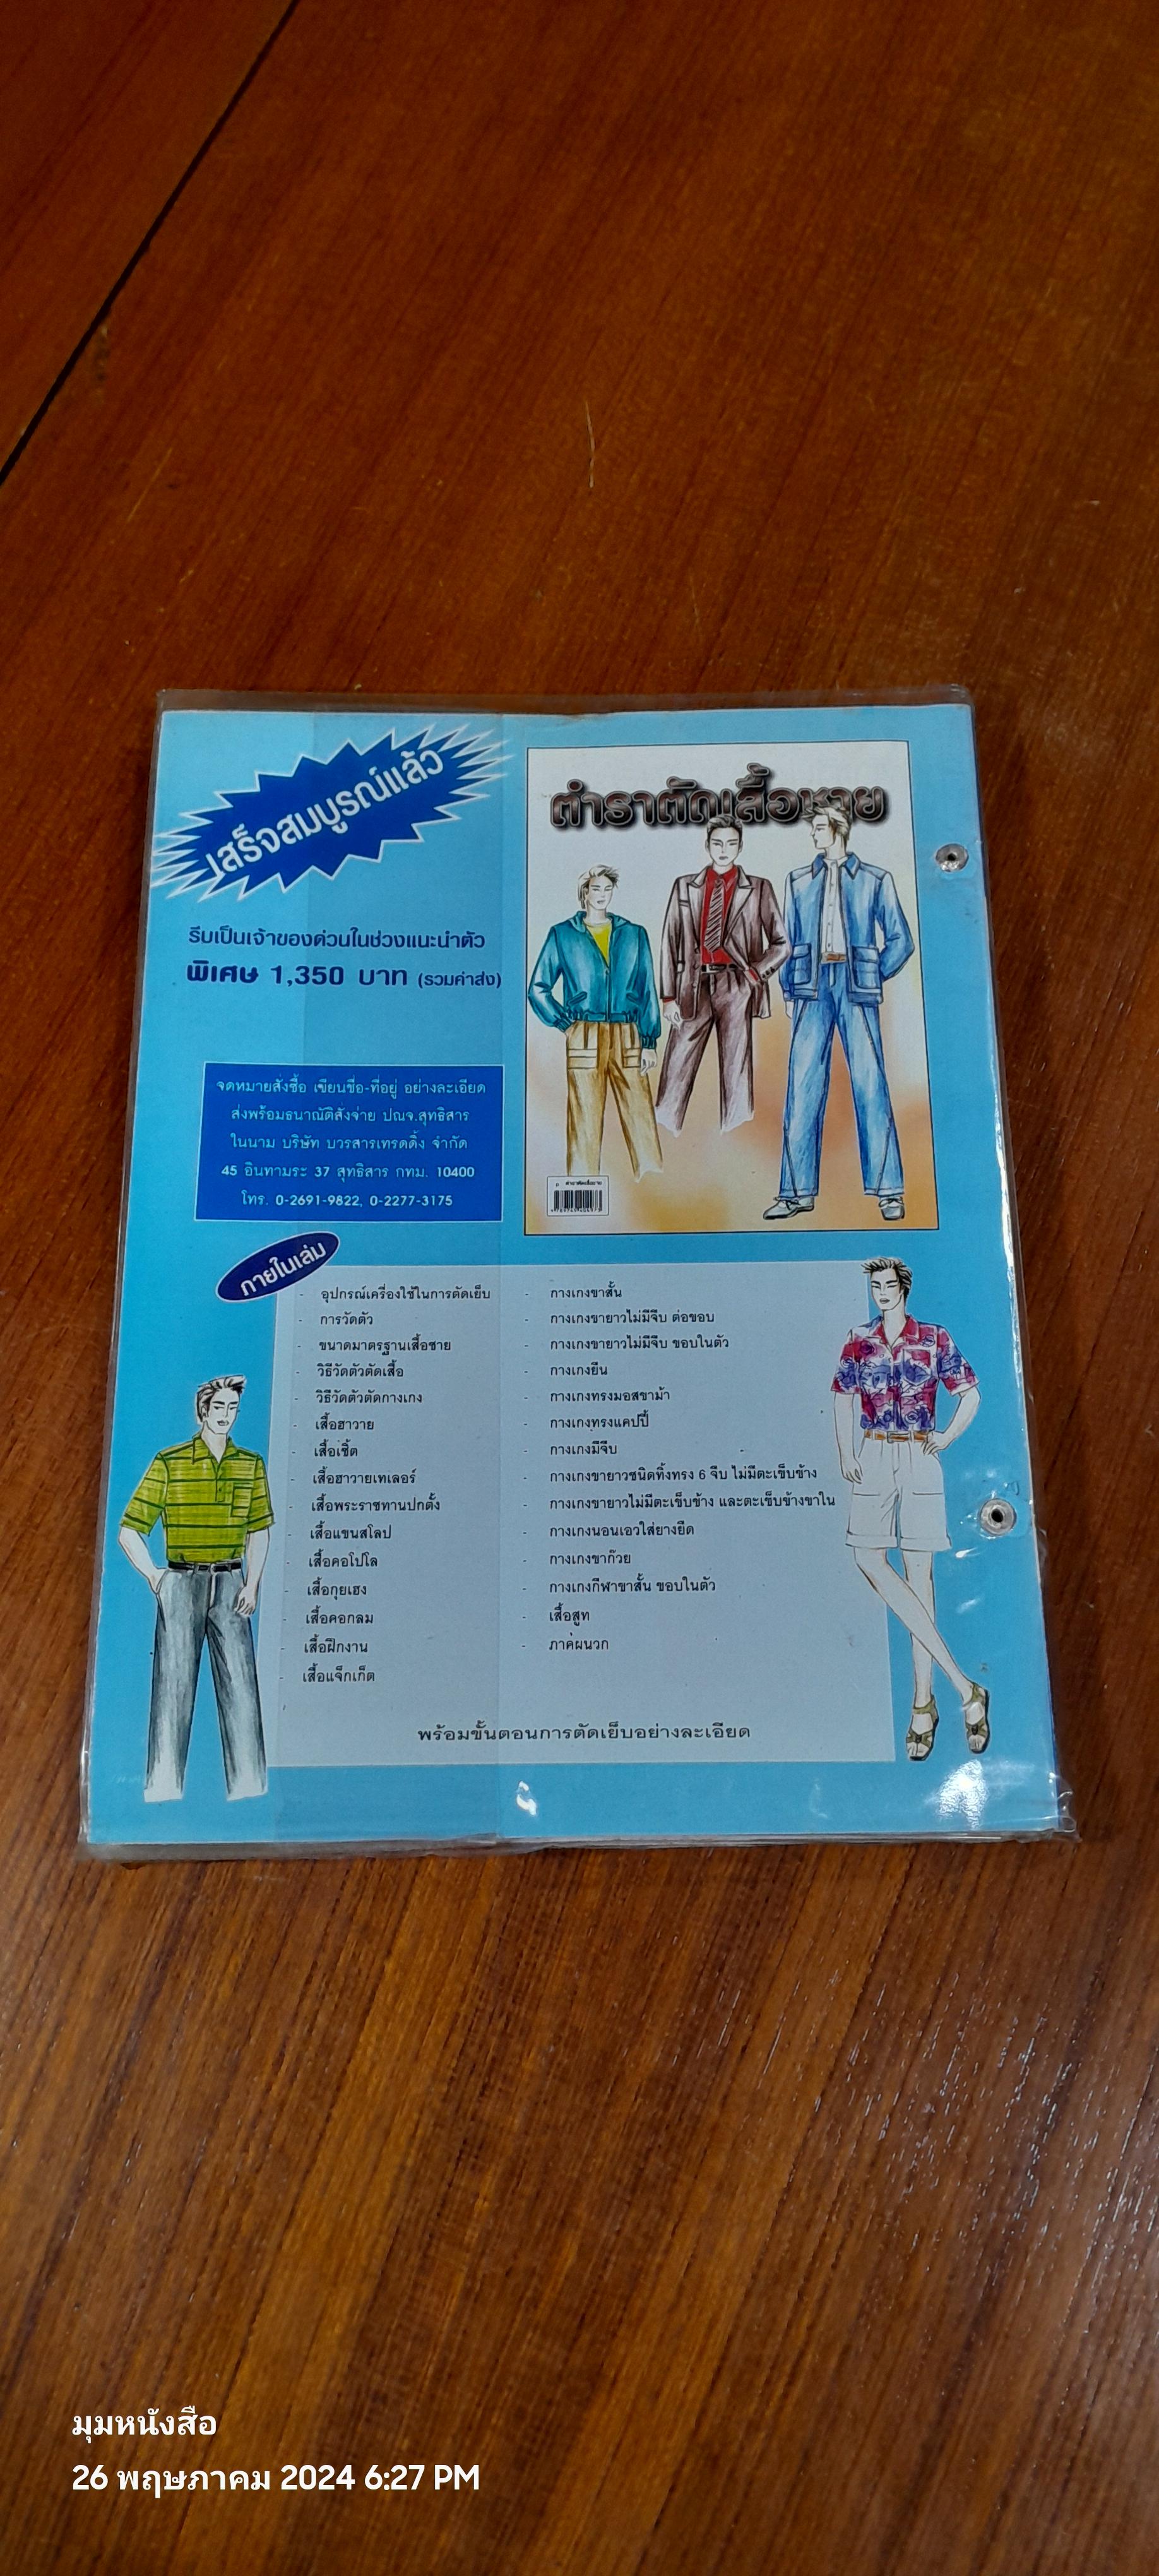 เสร็จสมบูรณ์แล้ว
รีบเป็นเจ้าของด่วนในช่วงแนะนำตัว
พิเศษ 1,350 บาท (รวมค่าส่ง)
จดหมายสั่งซื้อ เขียนชื่อ-ที่อยู่ อย่างละเอียด
ส่งพร้อมธนาณัติสั่งจ่าย ปณจ.สุทธิสาร
ในนาม บริษัท บวรสารเทรดดิ้ง จำกัด
45 อินทามระ 37 สุทธิสาร กทม. 10400
โทร. 0-2691-9822, 0-2277-3175
ตำราตัดเสื้อชาย
ตำราตัดเสื้อชาย
ภายในเล่ม
- อุปกรณ์เครื่องใช้ในการตัดเย็บ
- การวัดตัว
- ขนาดมาตรฐานเสื้อชาย
- วิธีวัดตัวตัดเสื้อ
- วิธีวัดตัวตัดกางเกง
- เสื้อฮาวาย
- เสื้อเชิ้ต
- เสื้อฮาวายเทเลอร์
- เสื้อพระราชทานปกตั้ง
- เสื้อแขนสโลป
- เสื้อคอโปโล
- เสื้อกุยเฮง
- เสื้อคอกลม
- เสื้อฝึกงาน
- เสื้อแจ็กเก็ต
- กางเกงขาสั้น
- กางเกงขายาวไม่มีจีบ ต่อขอบ
- กางเกงขายาวไม่มีจีบ ขอบในตัว
- กางเกงยีน
- กางเกงทรงมอสขาม้า
- กางเกงทรงแคปปี้
- กางเกงมีจีบ
- กางเกงขายาวชนิดทิ้งทรง 6 จีบ ไม่มีตะเข็บข้าง
- กางเกงขายาวไม่มีตะเข็บข้าง และตะเข็บข้างขาใน
- กางเกงนอนเอวใส่ยางยืด
- กางเกงขาก๊วย
- กางเกงกีฬาขาสั้น ขอบในตัว
- เสื้อสูท
- ภาคผนวก
พร้อมขั้นตอนการตัดเย็บอย่างละเอียด
มุมหนังสือ
26 พฤษภาคม 2024 6:27 PM